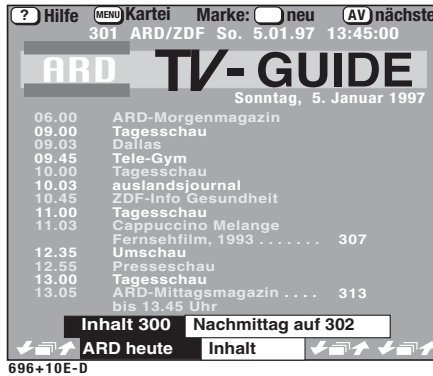 ? Hilfe MENU Kartei Marke: neu AV nächste
301 ARD/ZDF So. 5.01.97 13:45:00
ARD TV-GUIDE
Sonntag, 5. Januar 1997
06.00 ARD-Morgenmagazin
09.00 Tagesschau
09.03 Dallas
09.45 Tele-Gym
10.00 Tagesschau
10.03 auslandsjournal
10.45 ZDF-Info Gesundheit
11.00 Tagesschau
11.03 Cappuccino Melange
Fernsehfilm, 1993 . . . . . . . 307
12.35 Umschau
12.55 Presseschau
13.00 Tagesschau
13.05 ARD-Mittagsmagazin . . . . 313
bis 13.45 Uhr
Inhalt 300 Nachmittag auf 302
ARD heute Inhalt
696+10E-D